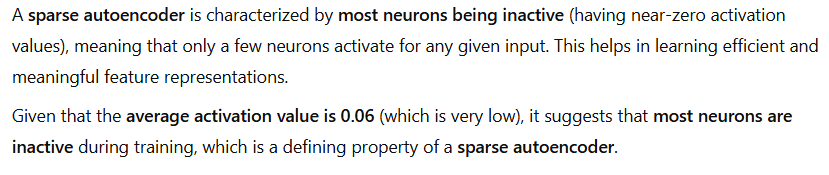 A sparse autoencoder is characterized by most neurons being inactive (having near-zero activation
values), meaning that only a few neurons activate for any given input. This helps in learning efficient and
meaningful feature representations.
Given that the average activation value is 0.06 (which is very low), it suggests that most neurons are
inactive during training, which is a defining property of a sparse autoencoder.